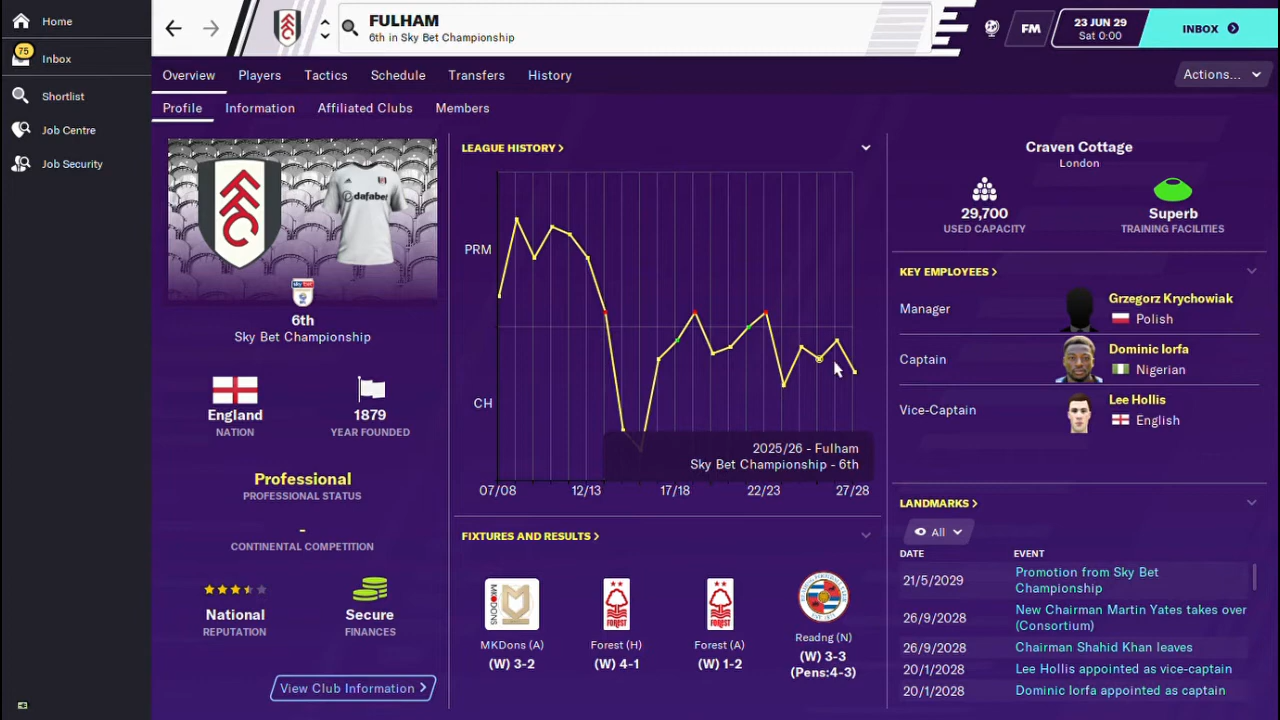 Home
75
Inbox
Shortlist
Job Centre
Job Security
FULHAM
6th in Sky Bet Championship
FM
23 JUN 29
Sat 0:00
INBOX
Overview
Players
Tactics
Schedule
Transfers
History
Actions...
Profile
Information
Affiliated Clubs
Members
FFC
dafabet
sky bet
6th
Sky Bet Championship
England
NATION
1879
YEAR FOUNDED
Professional
PROFESSIONAL STATUS
-
CONTINENTAL COMPETITION
National
REPUTATION
Secure
FINANCES
View Club Information
LEAGUE HISTORY
PRM
CH
2025/26 - Fulham
Sky Bet Championship - 6th
07/08
12/13
17/18
22/23
27/28
FIXTURES AND RESULTS
MK DONS
MKDons (A)
(W) 3-2
FOREST
Forest (H)
(W) 4-1
FOREST
Forest (A)
(W) 1-2
Readng (N)
(W) 3-3
(Pens:4-3)
Craven Cottage
London
29,700
USED CAPACITY
Superb
TRAINING FACILITIES
KEY EMPLOYEES
Manager
Grzegorz Krychowiak
Polish
Captain
Dominic Iorfa
Nigerian
Vice-Captain
Lee Hollis
English
LANDMARKS
All
DATE
EVENT
21/5/2029
Promotion from Sky Bet
Championship
26/9/2028
New Chairman Martin Yates takes over
(Consortium)
26/9/2028
Chairman Shahid Khan leaves
20/1/2028
Lee Hollis appointed as vice-captain
20/1/2028
Dominic Iorfa appointed as captain